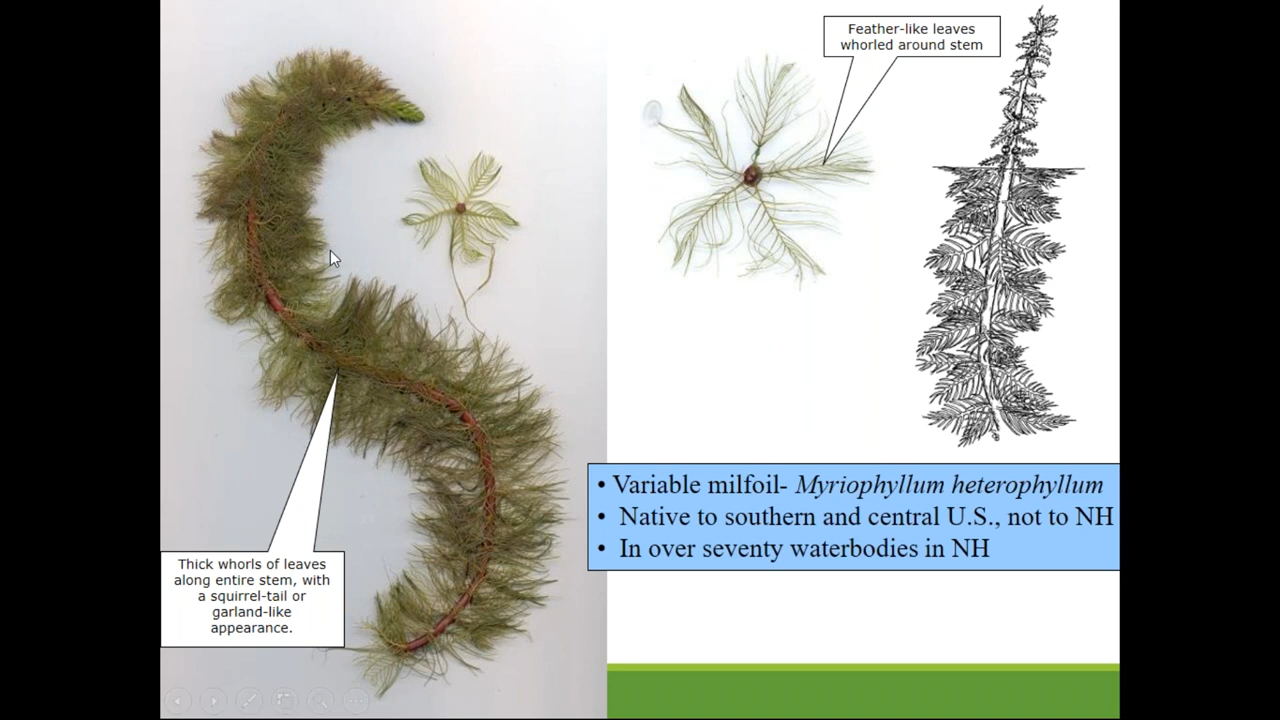 Feather-like leaves
whorled around stem
• Variable milfoil- Myriophyllum heterophyllum
• Native to southern and central U.S., not to NH
• In over seventy waterbodies in NH
Thick whorls of leaves
along entire stem, with
a squirrel-tail or
garland-like
appearance.